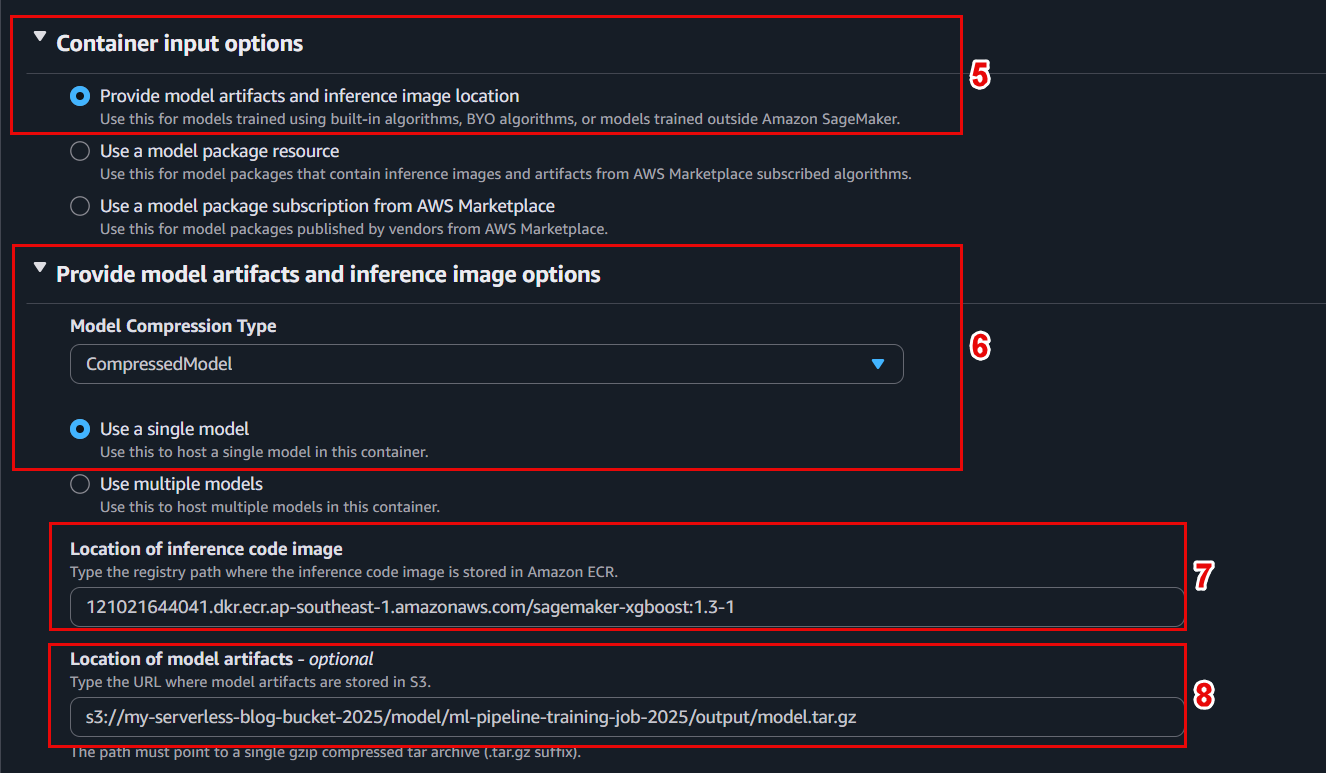 Container input options
5
Provide model artifacts and inference image location
Use this for models trained using built-in algorithms, BYO algorithms, or models trained outside Amazon SageMaker.
Use a model package resource
Use this for model packages that contain inference images and artifacts from AWS Marketplace subscribed algorithms.
Use a model package subscription from AWS Marketplace
Use this for model packages published by vendors from AWS Marketplace.
Provide model artifacts and inference image options
Model Compression Type
6
CompressedModel
Use a single model
Use this to host a single model in this container.
Use multiple models
Use this to host multiple models in this container.
Location of inference code image
7
Type the registry path where the inference code image is stored in Amazon ECR.
121021644041.dkr.ecr.ap-southeast-1.amazonaws.com/sagemaker-xgboost:1.3-1
Location of model artifacts - optional
Type the URL where model artifacts are stored in S3.
8
s3://my-serverless-blog-bucket-2025/model/ml-pipeline-training-job-2025/output/model.tar.gz
The path must point to a single gzip compressed tar archive (.tar.gz suffix).